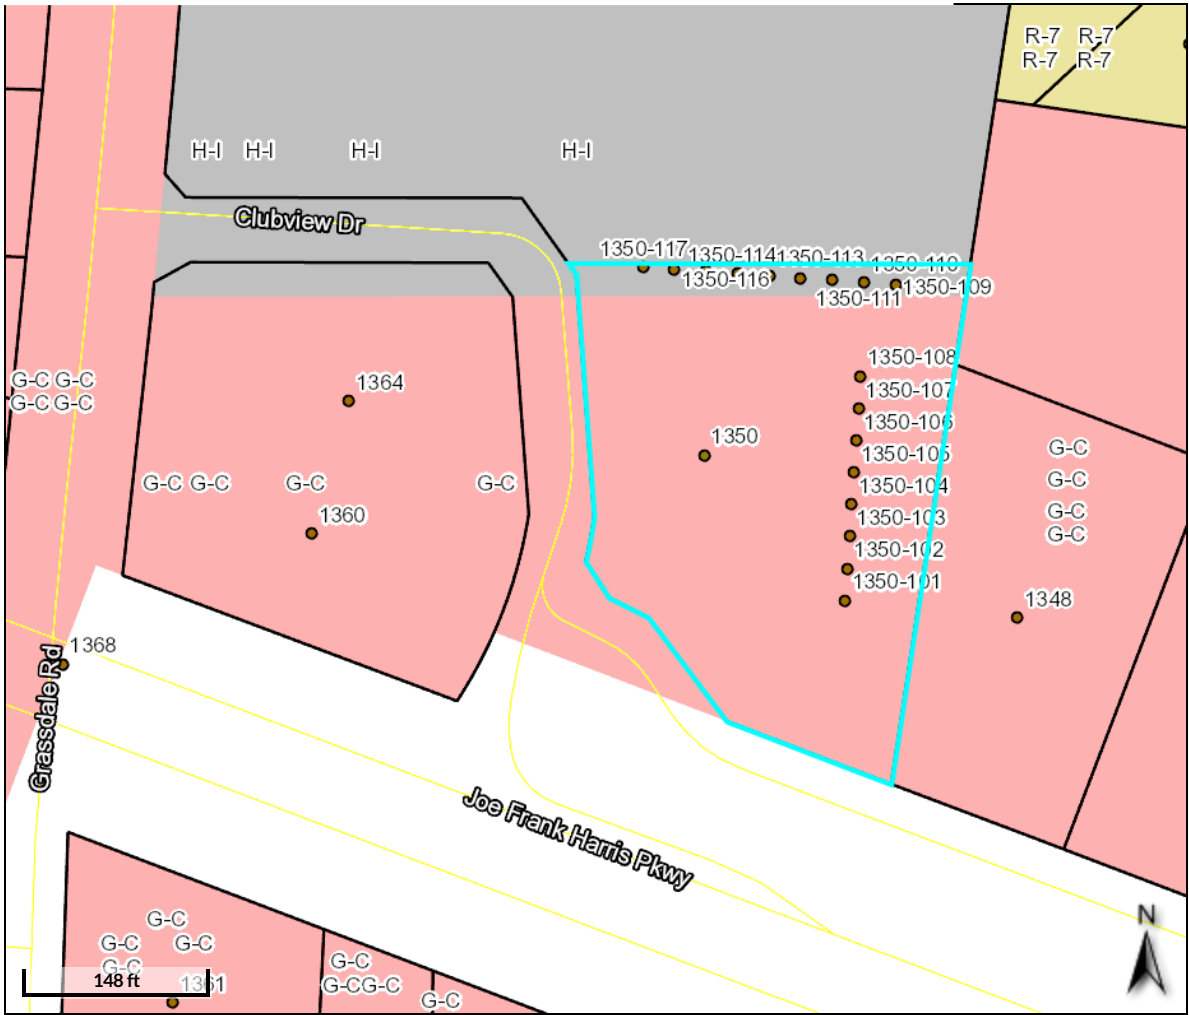 R-7 R-7
R-7 R-7
H-I H-I H-I H-I
Clubview Dr
1350-117 1350-114 1350-113 1350-110
1350-116 1350-111 1350-109
1350-108
1364
G-C G-C
G-C G-C
1350-107
1350-106
1350
G-C
1350-105
G-C G-C G-C G-C
G-C
1350-104
1360
1350-103
G-C
G-C
1350-102
1350-101
1348
1368
Grassdale Rd
Joe Frank Harris Pkwy
G-C
G-C G-C
G-C
G-C
G-CG-C
G-C
148 ft
1361
N